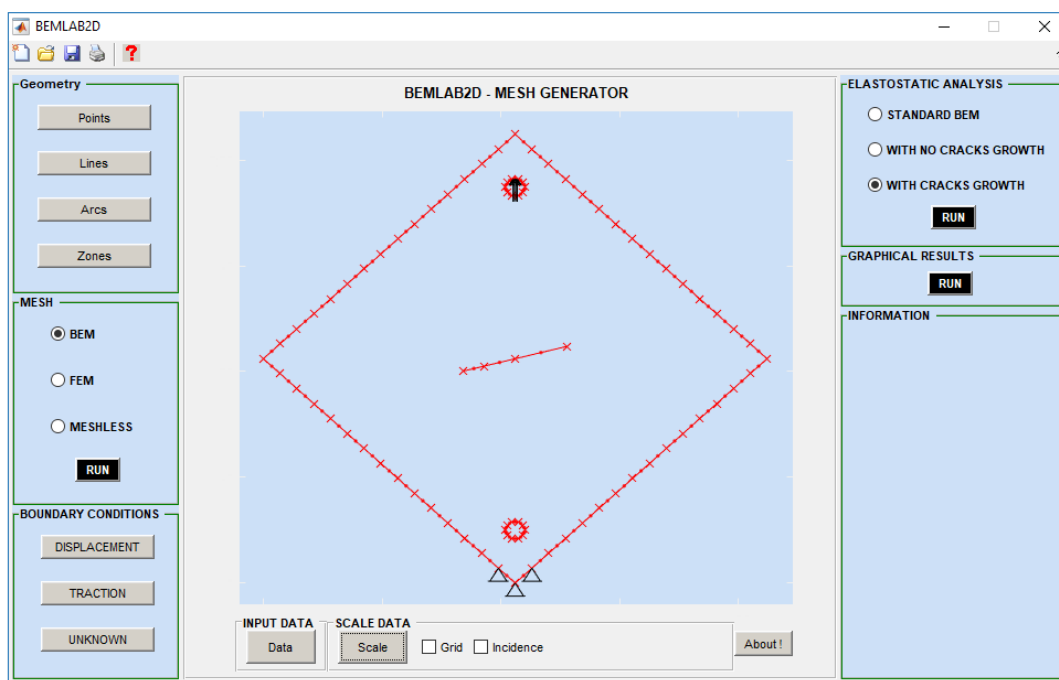 BEMLAB2D
?
Geometry
Points
Lines
Arcs
Zones
MESH
BEM
FEM
MESHLESS
RUN
BOUNDARY CONDITIONS
DISPLACEMENT
TRACTION
UNKNOWN
BEMLAB2D - MESH GENERATOR
INPUT DATA
Data
SCALE DATA
Scale
Grid
Incidence
About !
ELASTOSTATIC ANALYSIS
STANDARD BEM
WITH NO CRACKS GROWTH
WITH CRACKS GROWTH
RUN
GRAPHICAL RESULTS
RUN
INFORMATION